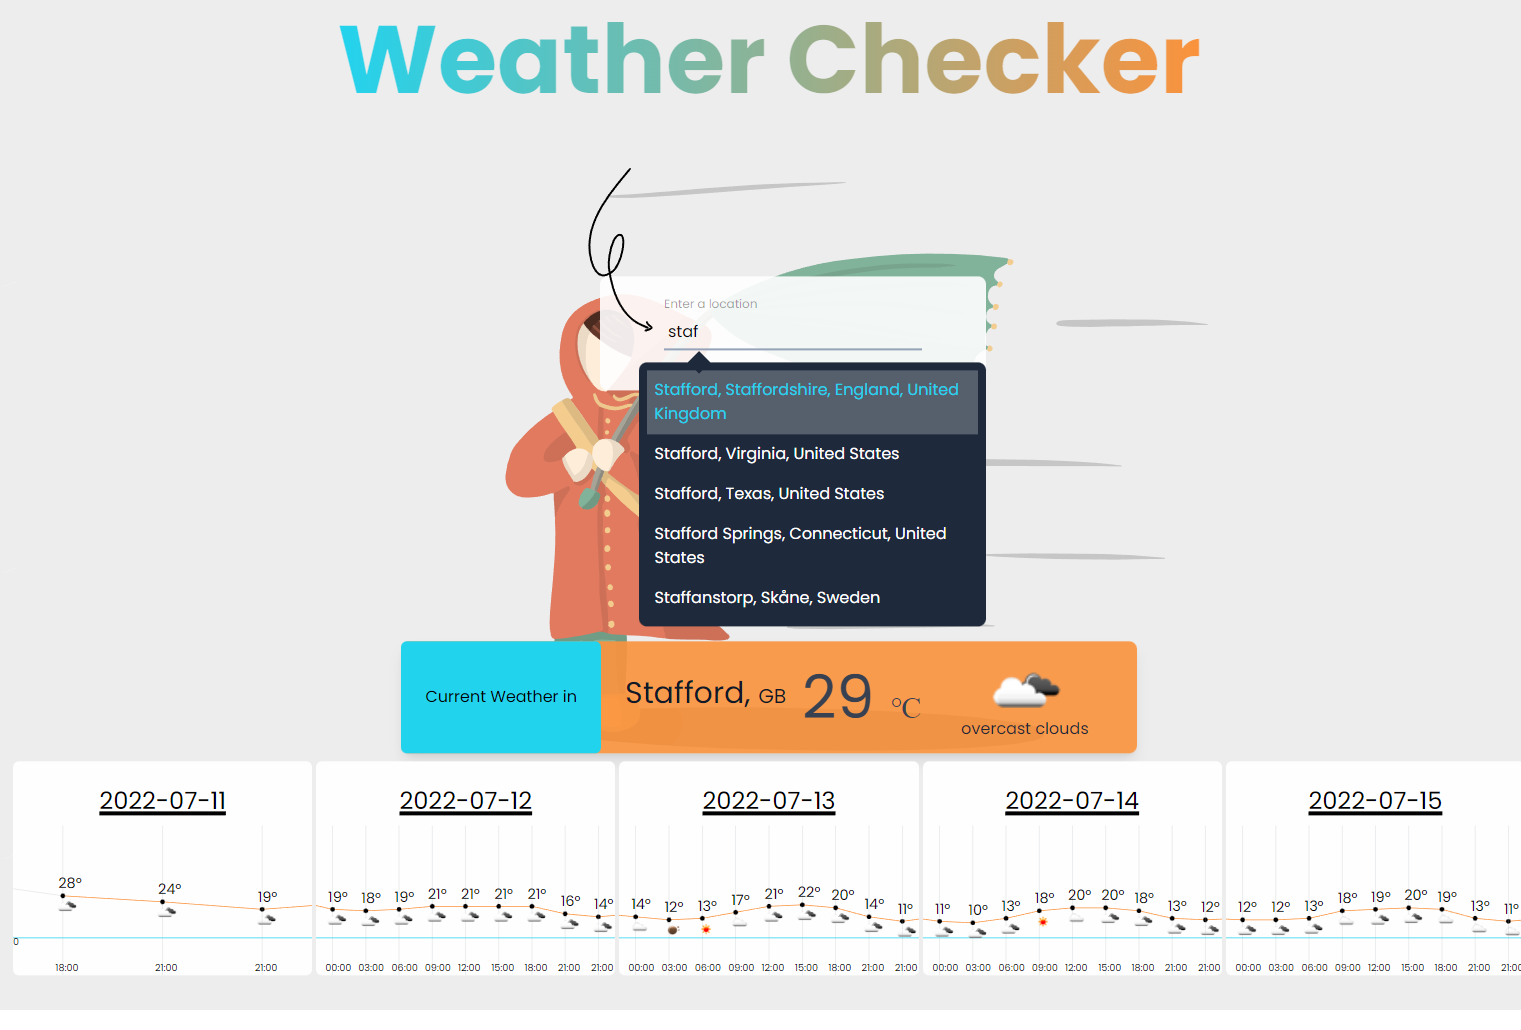 Weather Checker
Enter a location
staf
Stafford, Staffordshire, England, United
Kingdom
Stafford, Virginia, United States
Stafford, Texas, United States
Stafford Springs, Connecticut, United
States
Staffanstorp, Skåne, Sweden
Current Weather in
Stafford, GB 29 °C
overcast clouds
2022-07-11
28° 24° 19°
0
18:00 21:00 21:00
2022-07-12
19° 18° 19° 21° 21° 21° 21° 16° 14°
00:00 03:00 06:00 09:00 12:00 15:00 18:00 21:00 21:00
2022-07-13
14° 12° 13° 17° 21° 22° 20° 14° 11°
00:00 03:00 06:00 09:00 12:00 15:00 18:00 21:00 21:00
2022-07-14
11° 10° 13° 18° 20° 20° 18° 13° 12°
00:00 03:00 06:00 09:00 12:00 15:00 18:00 21:00 21:00
2022-07-15
12° 12° 13° 18° 19° 20° 19° 13° 11°
00:00 03:00 06:00 09:00 12:00 15:00 18:00 21:00 21:00